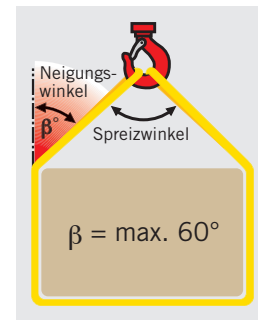 Neigungs-
winkel
β°
Spreizwinkel
β = max. 60°